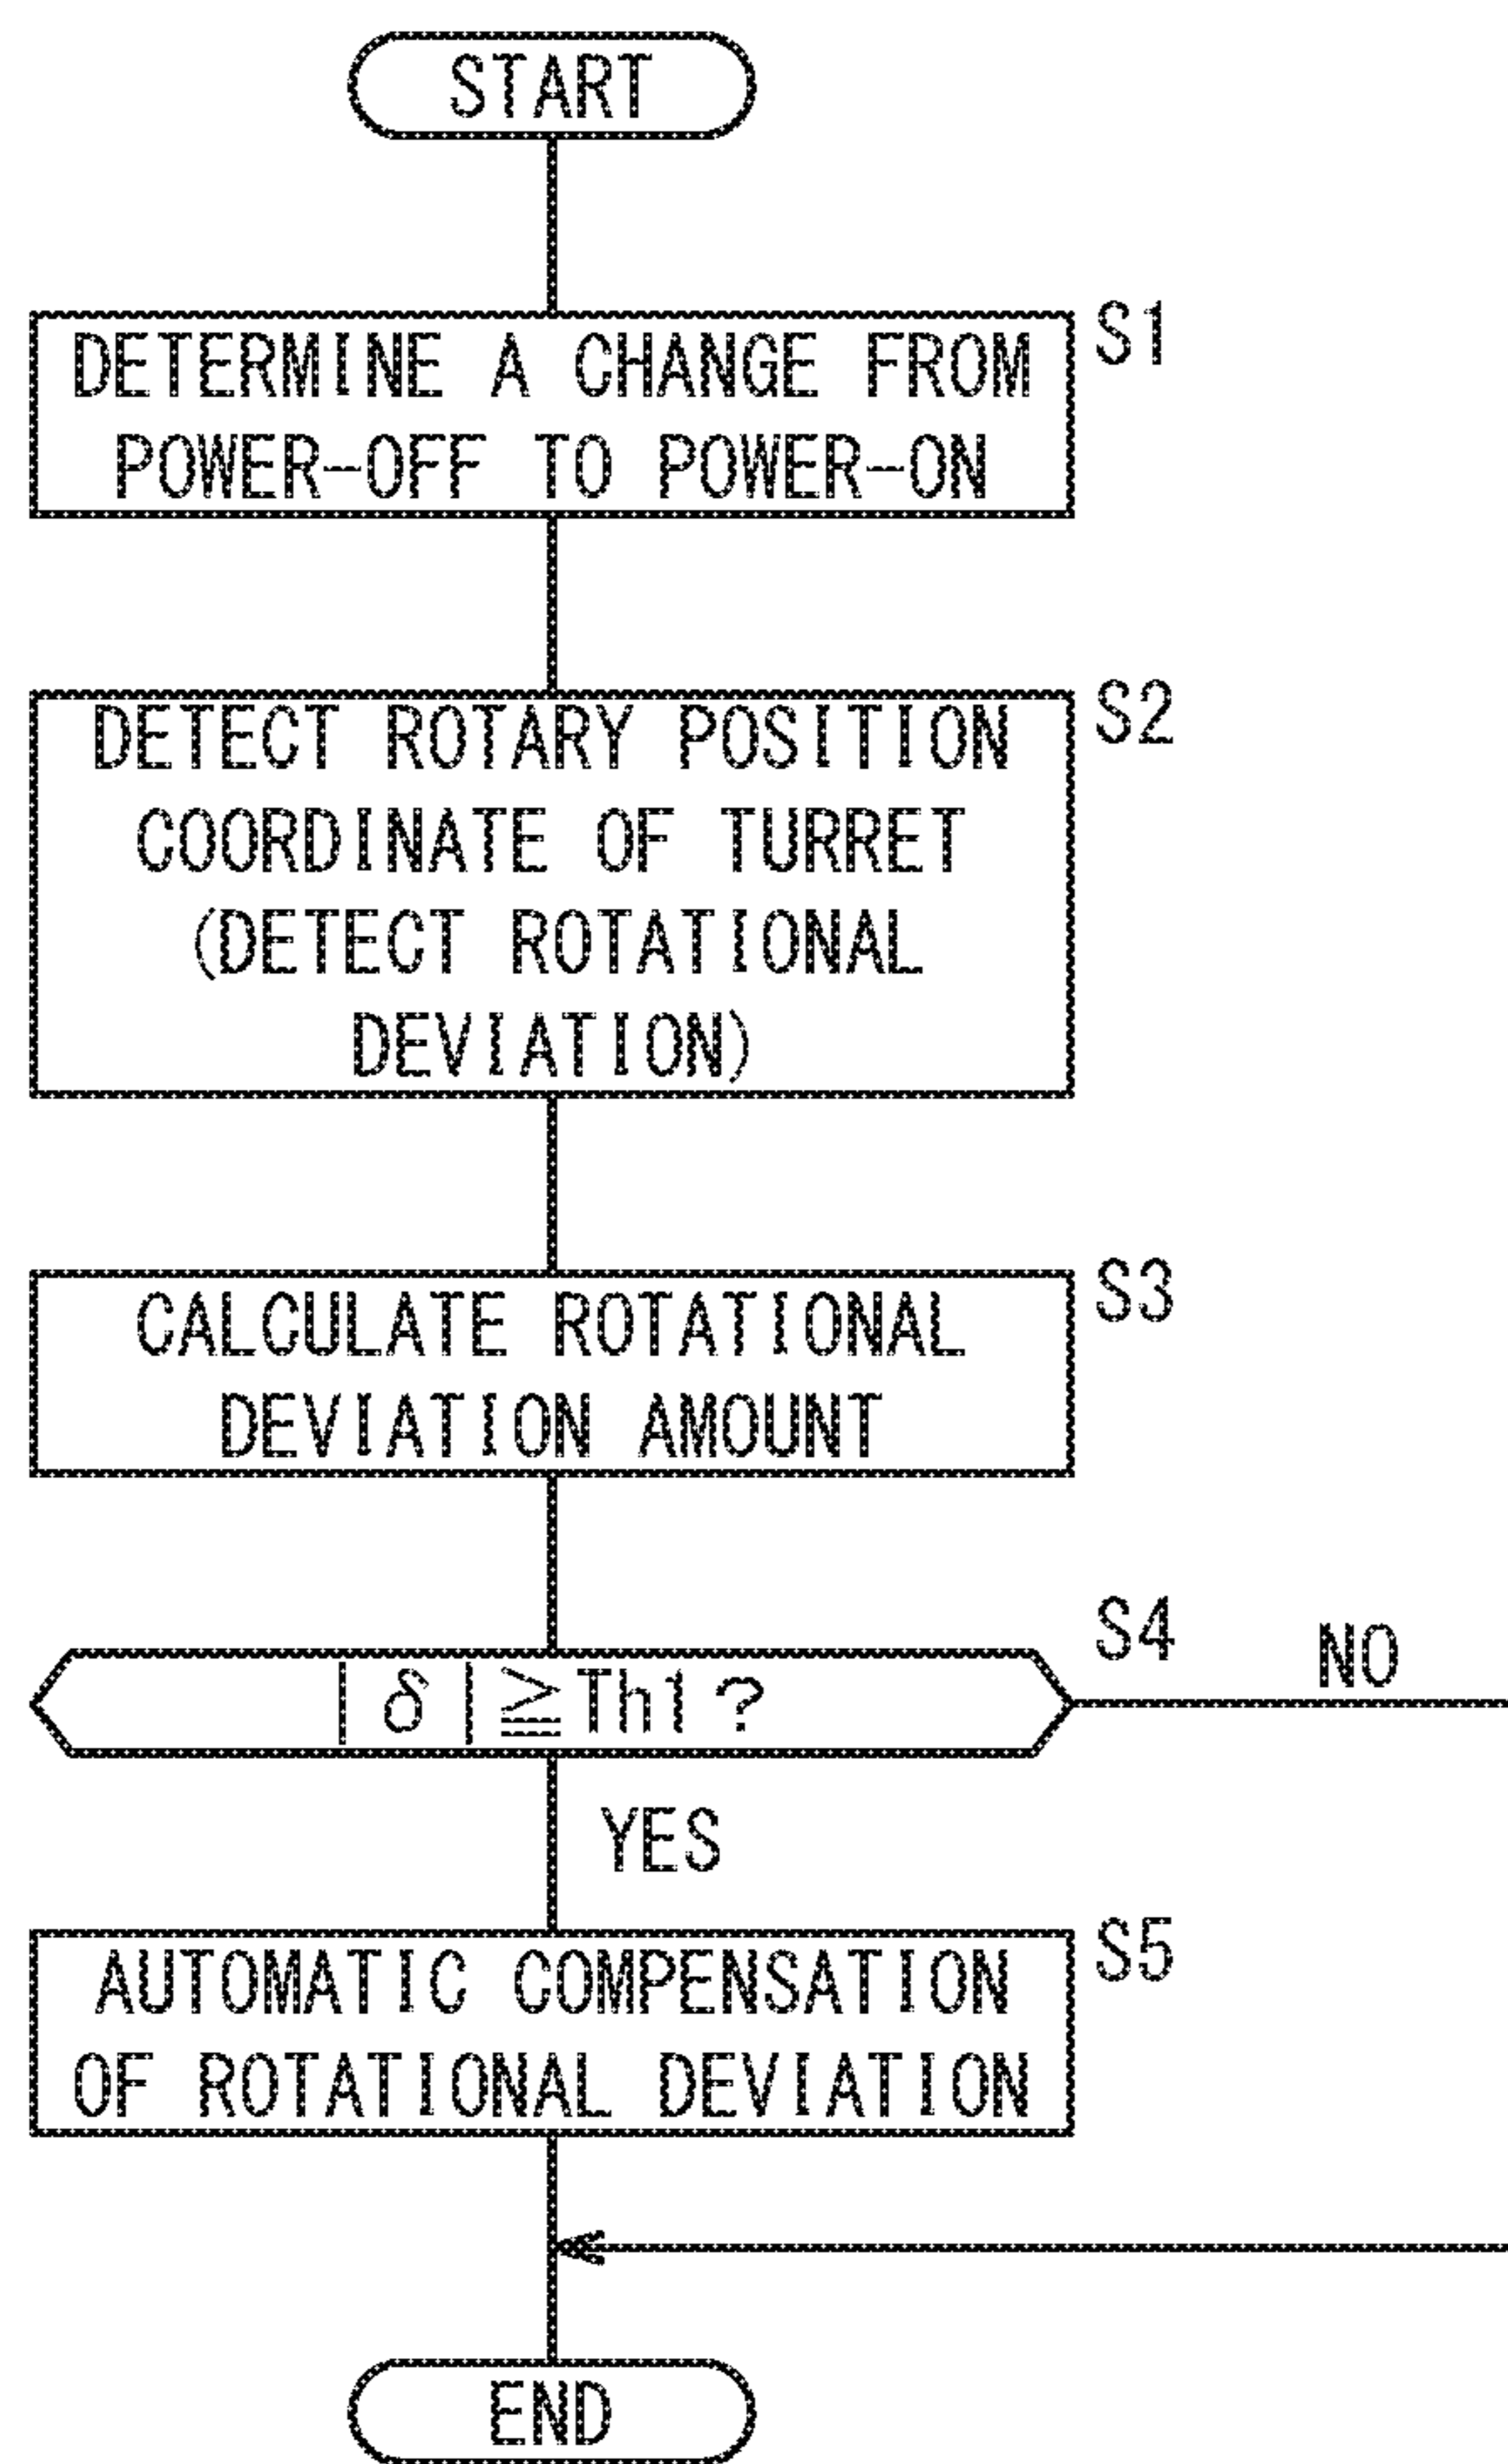 START
DETERMINE A CHANGE FROM
POWER-OFF TO POWER-ON
S1
DETECT ROTARY POSITION
COORDINATE OF TURRET
(DETECT ROTATIONAL
DEVIATION)
S2
CALCULATE ROTATIONAL
DEVIATION AMOUNT
S3
|δ|≧Th1?
S4
NO
YES
AUTOMATIC COMPENSATION
OF ROTATIONAL DEVIATION
S5
END